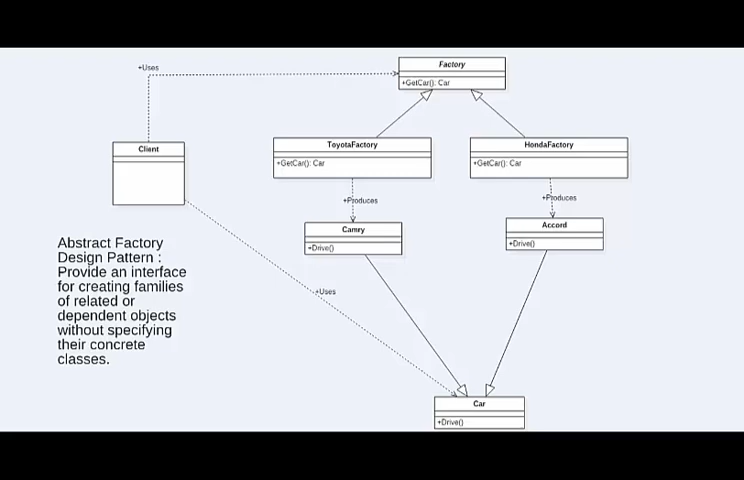 +Uses
Factory
+GetCar(): Car
Client
ToyotaFactory
+GetCar(): Car
HondaFactory
+GetCar(): Car
+Produces
+Produces
Camry
+Drive()
Accord
+Drive()
Abstract Factory
Design Pattern :
Provide an interface
for creating families
of related or
dependent objects
without specifying
their concrete
classes.
+Uses
Car
+Drive()